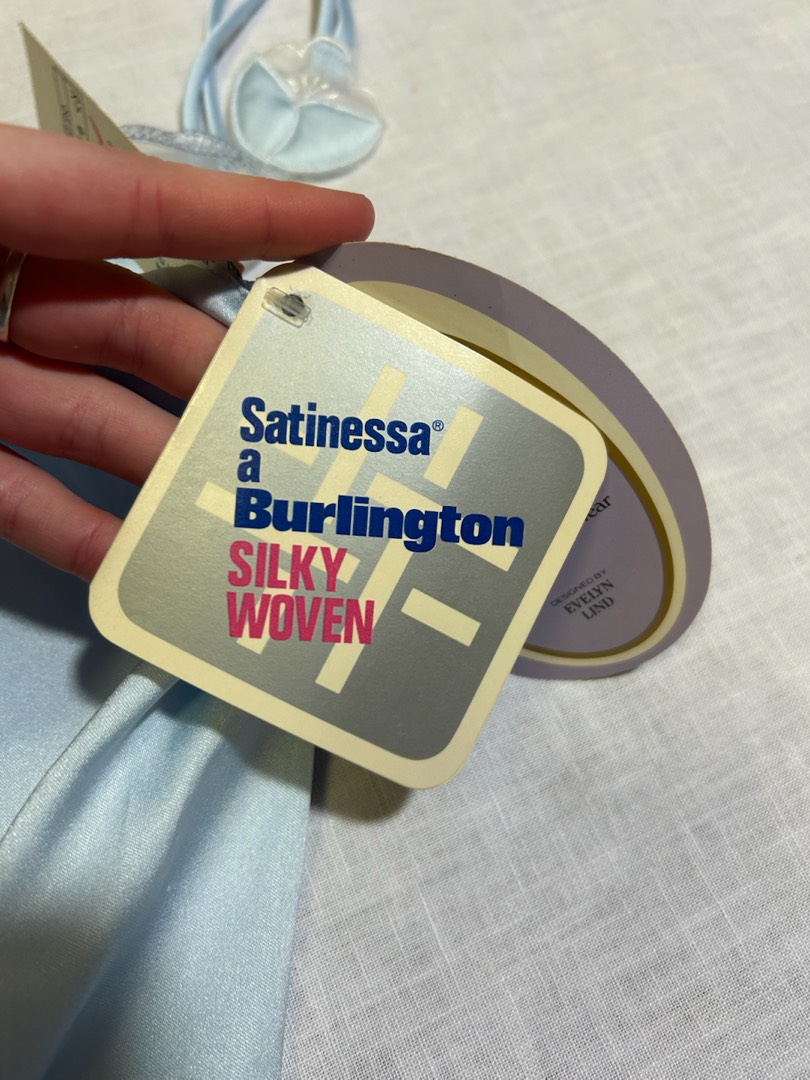 Satinessa®
a
Burlington
SILKY
WOVEN
DESIGNED BY
EVELYN
LIND